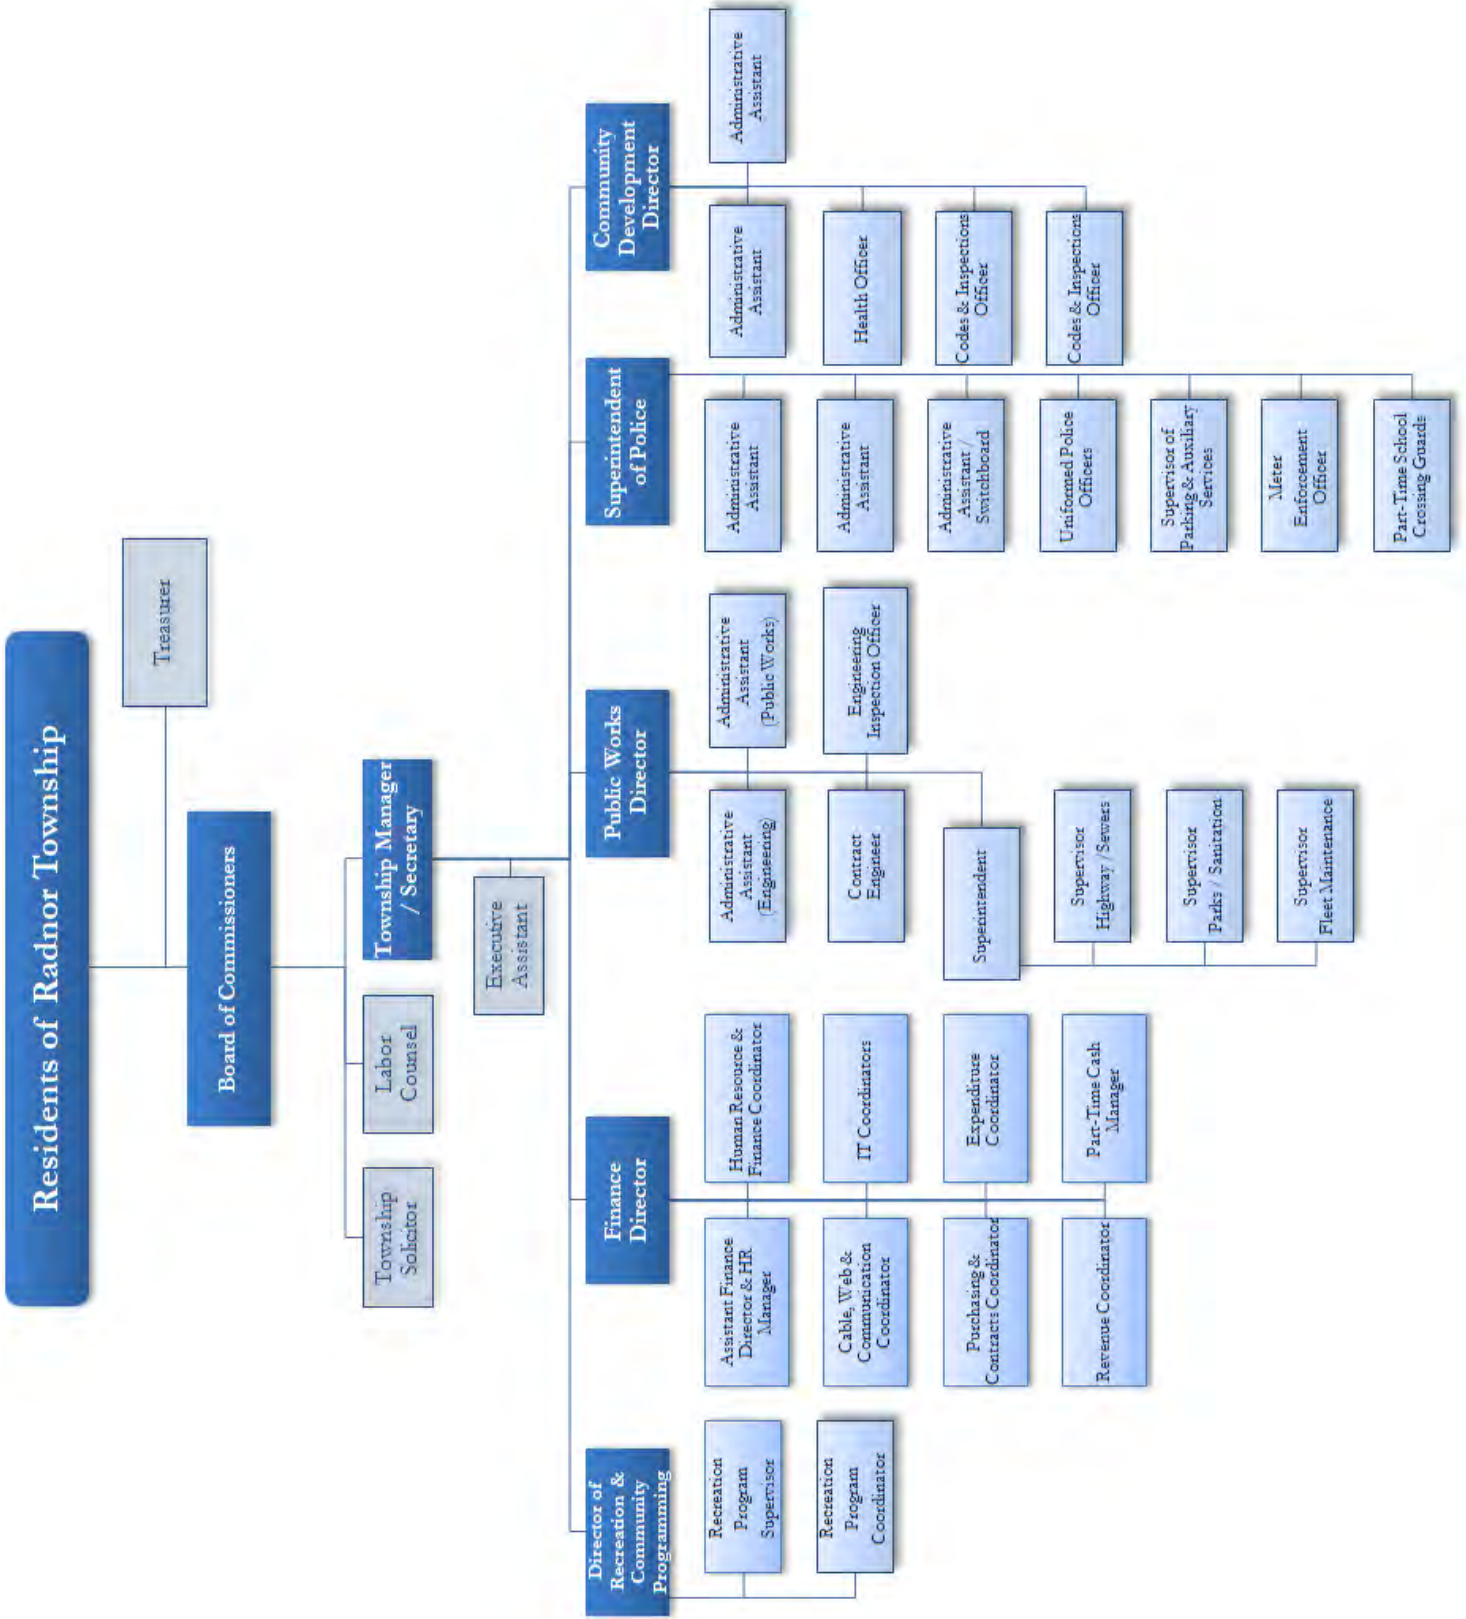 Residents of Radnor Township
Treasurer
Board of Commissioners
Township
Solicitor
Labor
Counsel
Township Manager
/ Secretary
Executive
Assistant
Director of
Recreation &
Community
Programming
Finance
Director
Public Works
Director
Superintendent
of Police
Community
Development
Director
Recreation
Program
Supervisor
Recreation
Program
Coordinator
Assistant Finance
Director & HR
Manager
Human Resource &
Finance Coordinator
Cable, Web &
Communication
Coordinator
IT Coordinators
Purchasing &
Contracts Coordinator
Expenditure
Coordinator
Revenue Coordinator
Part-Time Cash
Manager
Administrative
Assistant
(Engineering)
Administrative
Assistant
(Public Works)
Contract
Engineer
Engineering
Inspection Officer
Superintendent
Supervisor
Highway / Sewers
Supervisor
Parks / Sanitation
Supervisor
Fleet Maintenance
Administrative
Assistant
Administrative
Assistant
Administrative
Assistant /
Switchboard
Uniformed Police
Officers
Supervisor of
Parking & Auxiliary
Services
Meter
Enforcement
Officer
Part-Time School
Crossing Guards
Administrative
Assistant
Administrative
Assistant
Health Officer
Codes & Inspections
Officer
Codes & Inspections
Officer